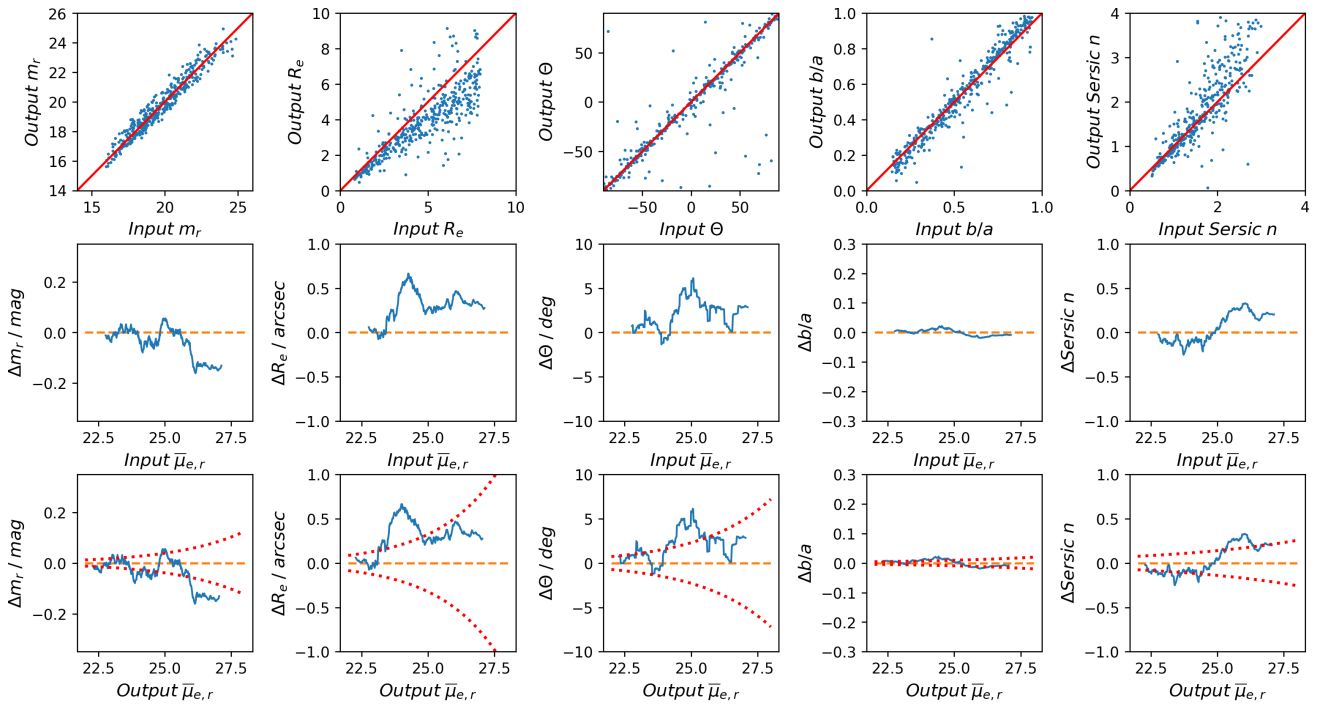 26
24
22
20
18
16
14
15 20 25
Output m_r
Input m_r
10
8
6
4
2
0
0 5 10
Output R_e
Input R_e
50
0
−50
−50 0 50
Output Θ
Input Θ
1.0
0.8
0.6
0.4
0.2
0.0
0.0 0.5 1.0
Output b/a
Input b/a
4
3
2
1
0
0 2 4
Output Sersic n
Input Sersic n
0.2
0.0
−0.2
22.5 25.0 27.5
Δm_r / mag
Input μ̅_{e,r}
1.0
0.5
0.0
−0.5
−1.0
22.5 25.0 27.5
ΔR_e / arcsec
Input μ̅_{e,r}
10
5
0
−5
−10
22.5 25.0 27.5
ΔΘ / deg
Input μ̅_{e,r}
0.3
0.2
0.1
0.0
−0.1
−0.2
−0.3
22.5 25.0 27.5
Δb/a
Input μ̅_{e,r}
1.0
0.5
0.0
−0.5
−1.0
22.5 25.0 27.5
ΔSersic n
Input μ̅_{e,r}
0.2
0.0
−0.2
22.5 25.0 27.5
Δm_r / mag
Output μ̅_{e,r}
1.0
0.5
0.0
−0.5
−1.0
22.5 25.0 27.5
ΔR_e / arcsec
Output μ̅_{e,r}
10
5
0
−5
−10
22.5 25.0 27.5
ΔΘ / deg
Output μ̅_{e,r}
0.3
0.2
0.1
0.0
−0.1
−0.2
−0.3
22.5 25.0 27.5
Δb/a
Output μ̅_{e,r}
1.0
0.5
0.0
−0.5
−1.0
22.5 25.0 27.5
ΔSersic n
Output μ̅_{e,r}